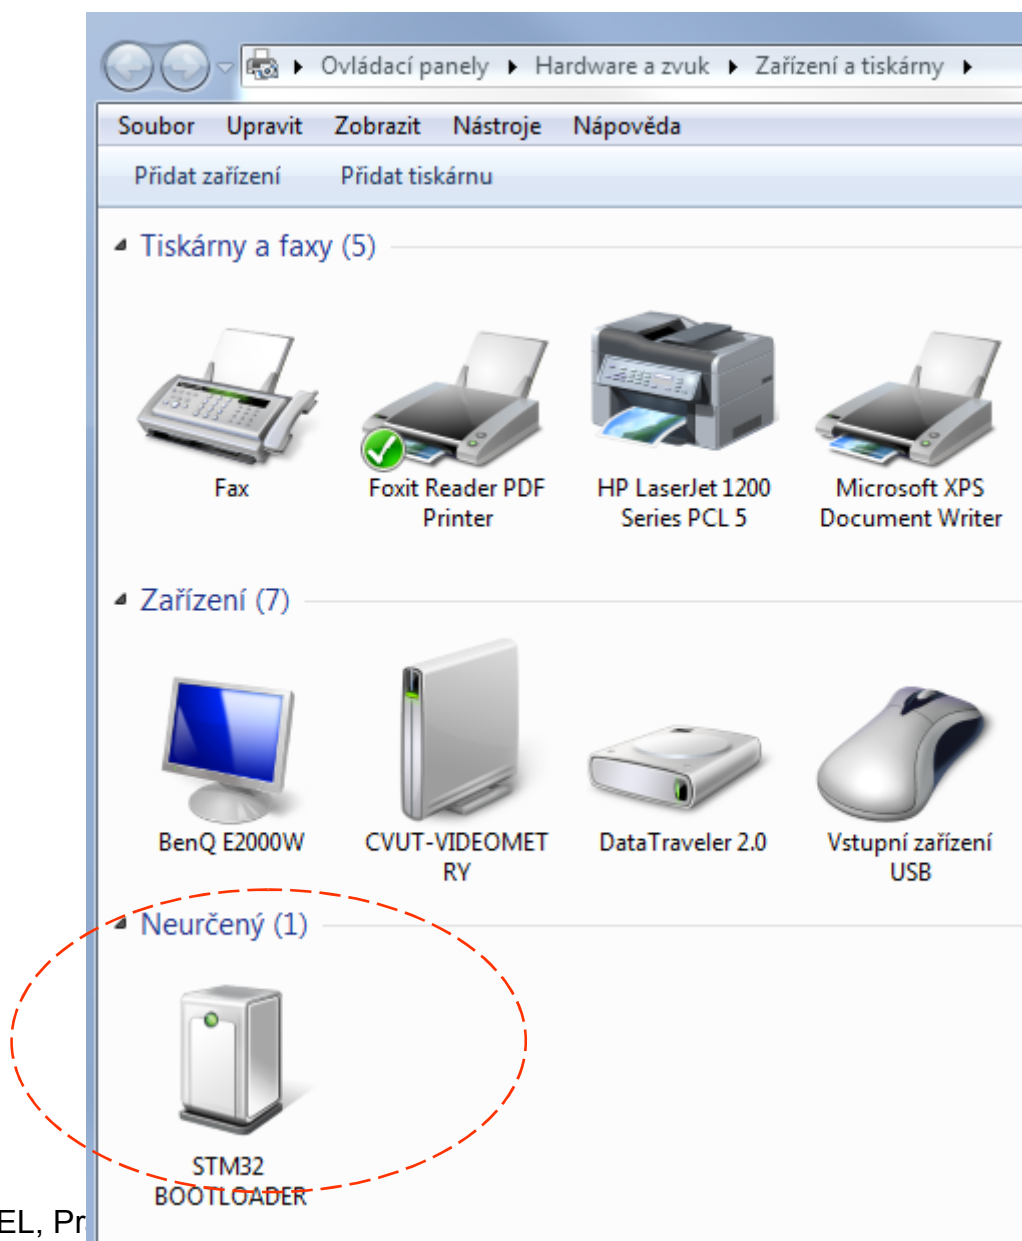 Ovládací panely Hardware a zvuk Zařízení a tiskárny
Soubor Upravit Zobrazit Nástroje Nápověda
Přidat zařízení Přidat tiskárnu
Tiskárny a faxy (5)
Fax
Foxit Reader PDF
Printer
HP LaserJet 1200
Series PCL 5
Microsoft XPS
Document Writer
Zařízení (7)
BenQ E2000W
CVUT-VIDEOMET
RY
DataTraveler 2.0
Vstupní zařízení
USB
Neurčený (1)
STM32
BOOTLOADER
EL, Pr